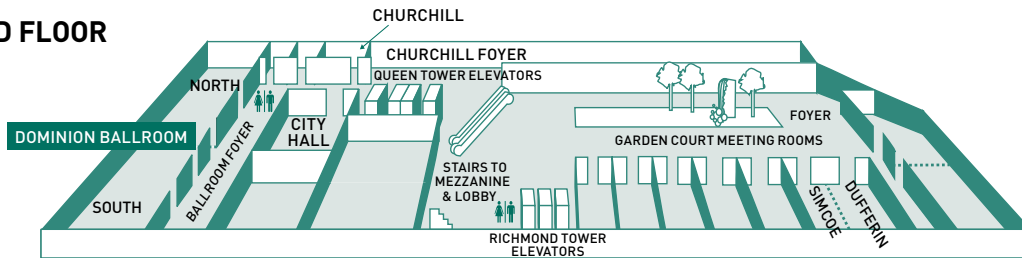 D FLOOR
CHURCHILL
CHURCHILL FOYER
QUEEN TOWER ELEVATORS
NORTH
DOMINION BALLROOM
BALLROOM FOYER
CITY
HALL
FOYER
GARDEN COURT MEETING ROOMS
STAIRS TO
MEZZANINE
& LOBBY
SOUTH
SIMCOE
DUFFERIN
RICHMOND TOWER
ELEVATORS